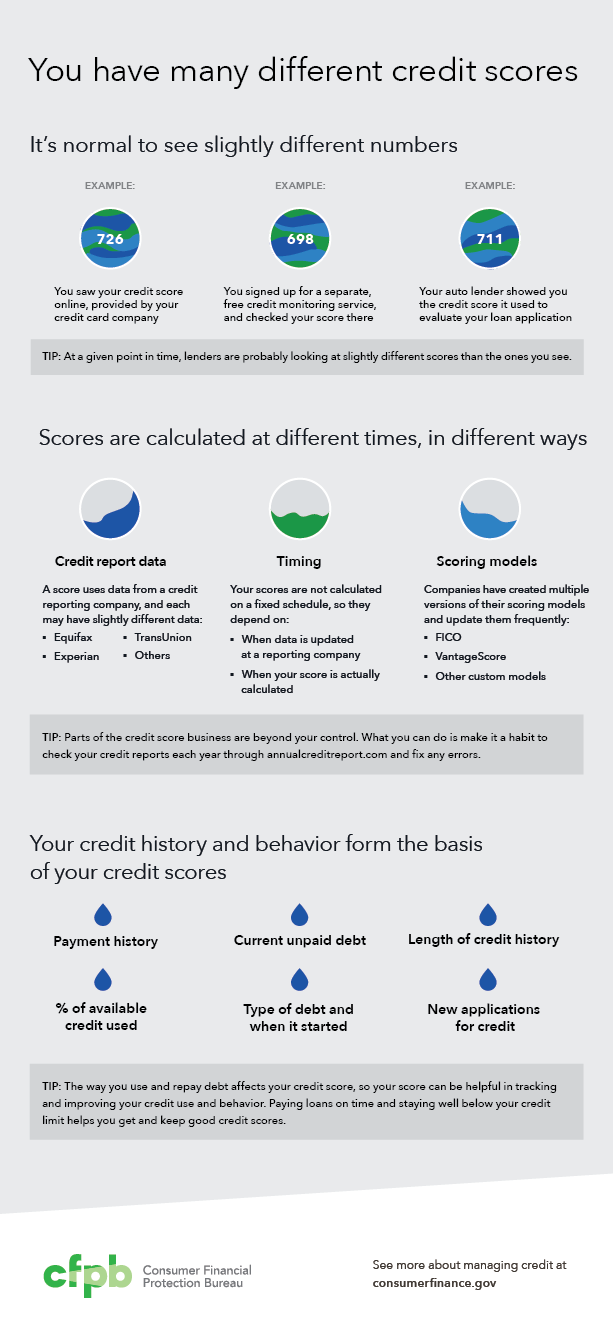 You have many different credit scores
It's normal to see slightly different numbers
EXAMPLE:
726
You saw your credit score
online, provided by your
credit card company
EXAMPLE:
698
You signed up for a separate,
free credit monitoring service,
and checked your score there
EXAMPLE:
711
Your auto lender showed you
the credit score it used to
evaluate your loan application
TIP: At a given point in time, lenders are probably looking at slightly different scores than the ones you see.
Scores are calculated at different times, in different ways
Credit report data
A score uses data from a credit
reporting company, and each
may have slightly different data:
▪ Equifax
▪ Experian
▪ TransUnion
▪ Others
Timing
Your scores are not calculated
on a fixed schedule, so they
depend on:
▪ When data is updated
at a reporting company
▪ When your score is actually
calculated
Scoring models
Companies have created multiple
versions of their scoring models
and update them frequently:
▪ FICO
▪ VantageScore
▪ Other custom models
TIP: Parts of the credit score business are beyond your control. What you can do is make it a habit to
check your credit reports each year through annualcreditreport.com and fix any errors.
Your credit history and behavior form the basis
of your credit scores
Payment history
Current unpaid debt
Length of credit history
% of available
credit used
Type of debt and
when it started
New applications
for credit
TIP: The way you use and repay debt affects your credit score, so your score can be helpful in tracking
and improving your credit use and behavior. Paying loans on time and staying well below your credit
limit helps you get and keep good credit scores.
cfpb
Consumer Financial
Protection Bureau
See more about managing credit at
consumerfinance.gov